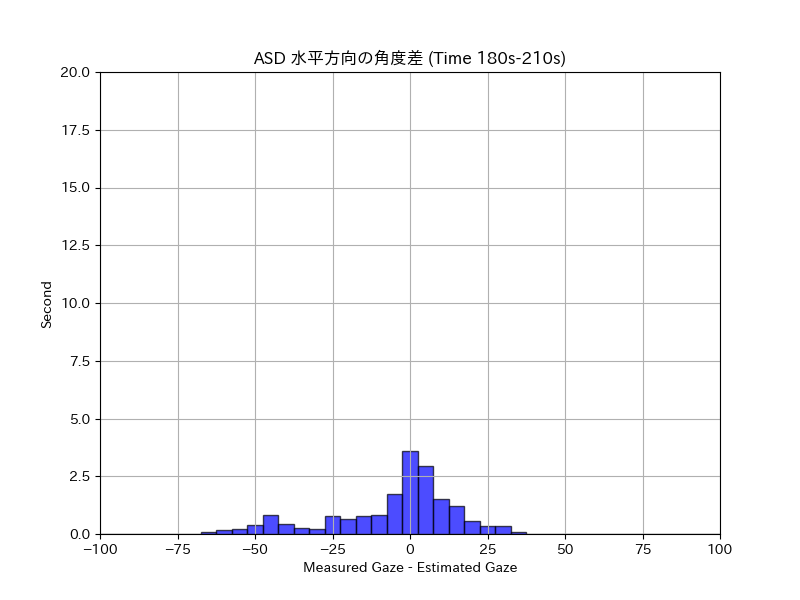 ASD 水平方向の角度差 (Time 180s-210s)
20.0
17.5
15.0
12.5
10.0
7.5
5.0
2.5
0.0
Second
−100 −75 −50 −25 0 25 50 75 100
Measured Gaze - Estimated Gaze